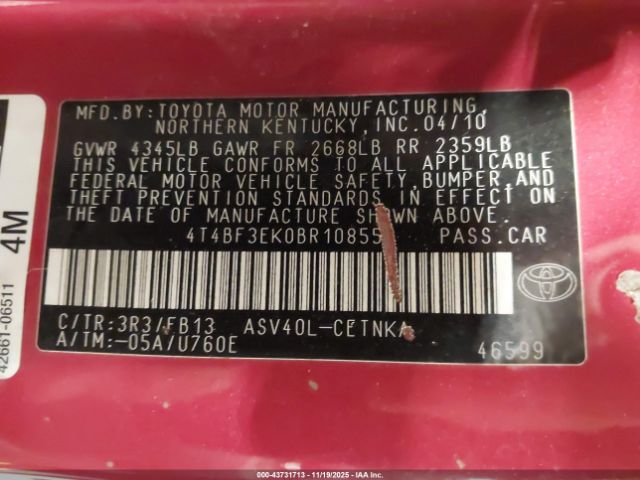 MFD.BY:TOYOTA MOTOR MANUFACTURING,
NORTHERN KENTUCKY,INC.04/10
GVWR 4345LB GAWR FR 2668LB RR 2359LB
THIS VEHICLE CONFORMS TO ALL APPLICABLE
FEDERAL MOTOR VEHICLE SAFETY,BUMPER,AND
THEFT PREVENTION STANDARDS IN EFFECT ON
THE DATE OF MANUFACTURE SHOWN ABOVE.
PASS.CAR
C/TR:3R3/FB13 ASV40L-CETNKA
A/TM:-05A/U760E 46599
42661-06511
4M
000-43731713 - 11/19/2025 - IAA Inc.